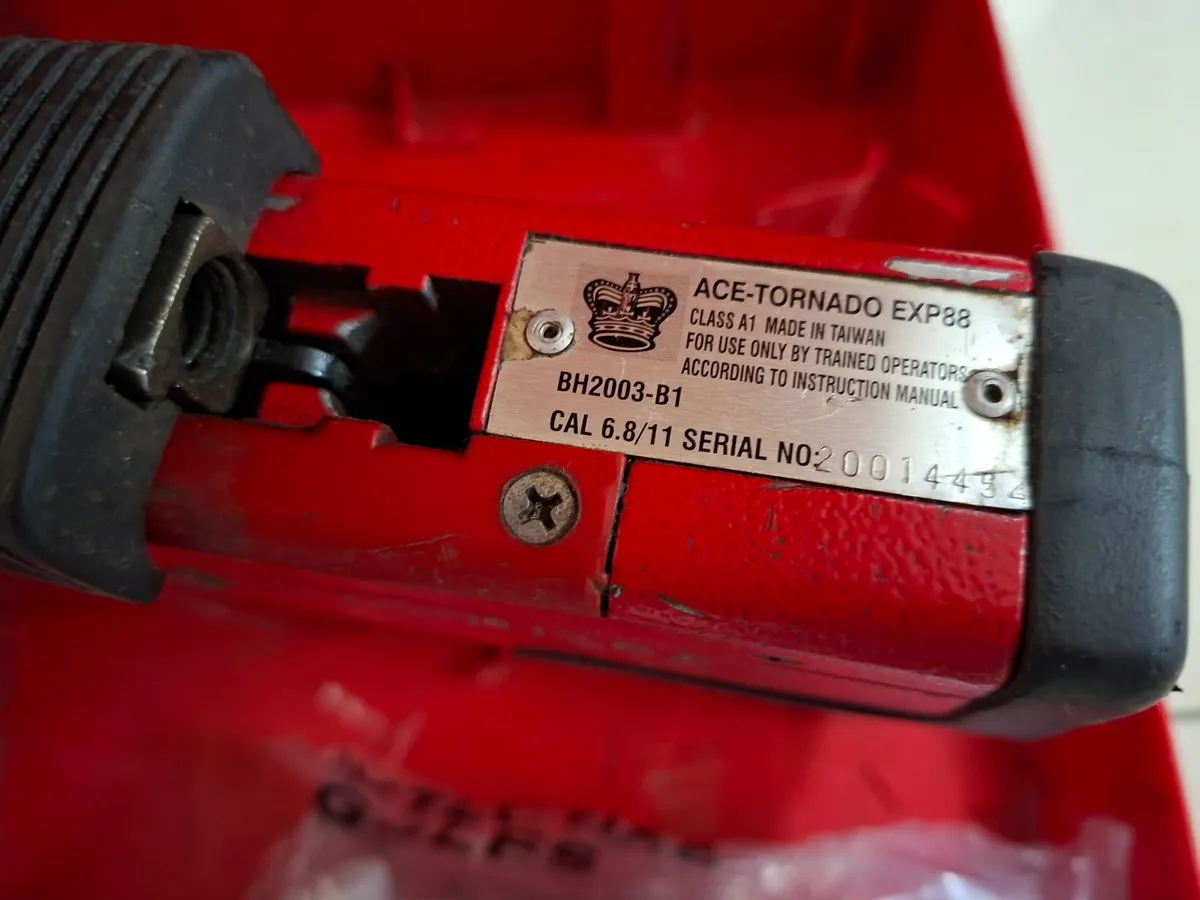 ACE-TORNADO EXP88
CLASS A1 MADE IN TAIWAN
FOR USE ONLY BY TRAINED OPERATORS
ACCORDING TO INSTRUCTION MANUAL
BH2003-B1
CAL 6.8/11 SERIAL NO: